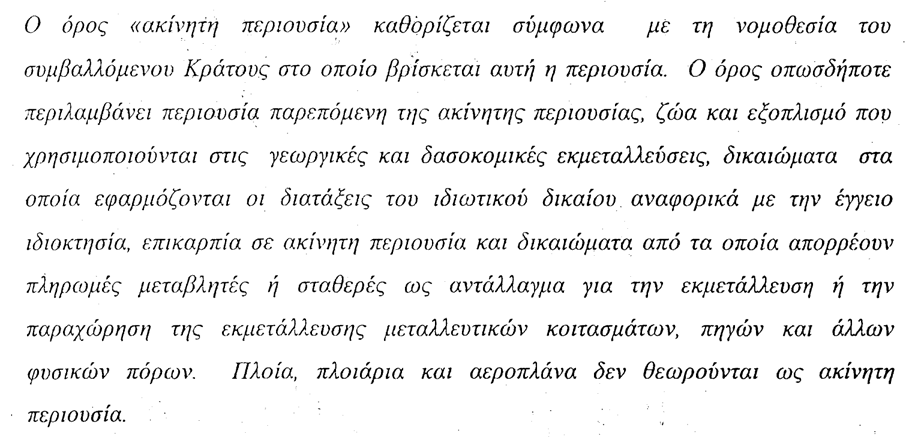 Ο όρος «ακίνητη περιουσία» καθορίζεται σύμφωνα με τη νομοθεσία του
συμβαλλόμενου Κράτους στο οποίο βρίσκεται αυτή η περιουσία. Ο όρος οπωσδήποτε
περιλαμβάνει περιουσία παρεπόμενη της ακίνητης περιουσίας, ζώα και εξοπλισμό που
χρησιμοποιούνται στις γεωργικές και δασοκομικές εκμεταλλεύσεις, δικαιώματα στα
οποία εφαρμόζονται οι διατάξεις του ιδιωτικού δικαίου αναφορικά με την έγγειο
ιδιοκτησία, επικαρπία σε ακίνητη περιουσία και δικαιώματα από τα οποία απορρέουν
πληρωμές μεταβλητές ή σταθερές ως αντάλλαγμα για την εκμετάλλευση ή την
παραχώρηση της εκμετάλλευσης μεταλλευτικών κοιτασμάτων, πηγών και άλλων
φυσικών πόρων. Πλοία, πλοιάρια και αεροπλάνα δεν θεωρούνται ως ακίνητη
περιουσία.